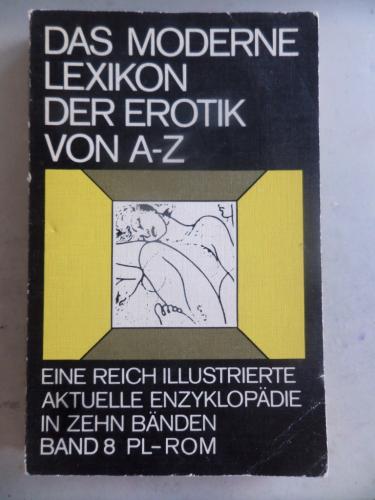 DAS MODERNE
LEXIKON
DER EROTIK
VON A-Z
EINE REICH ILLUSTRIERTE
AKTUELLE ENZYKLOPÄDIE
IN ZEHN BÄNDEN
BAND 8 PL–ROM